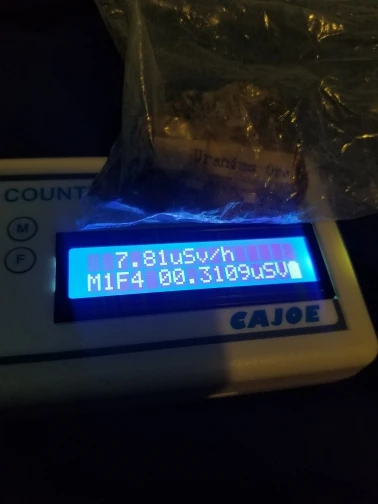 Uranium Ore
COUNT
M
F
7.81uSv/h
M1F4 00.3109uSV
CAJOE